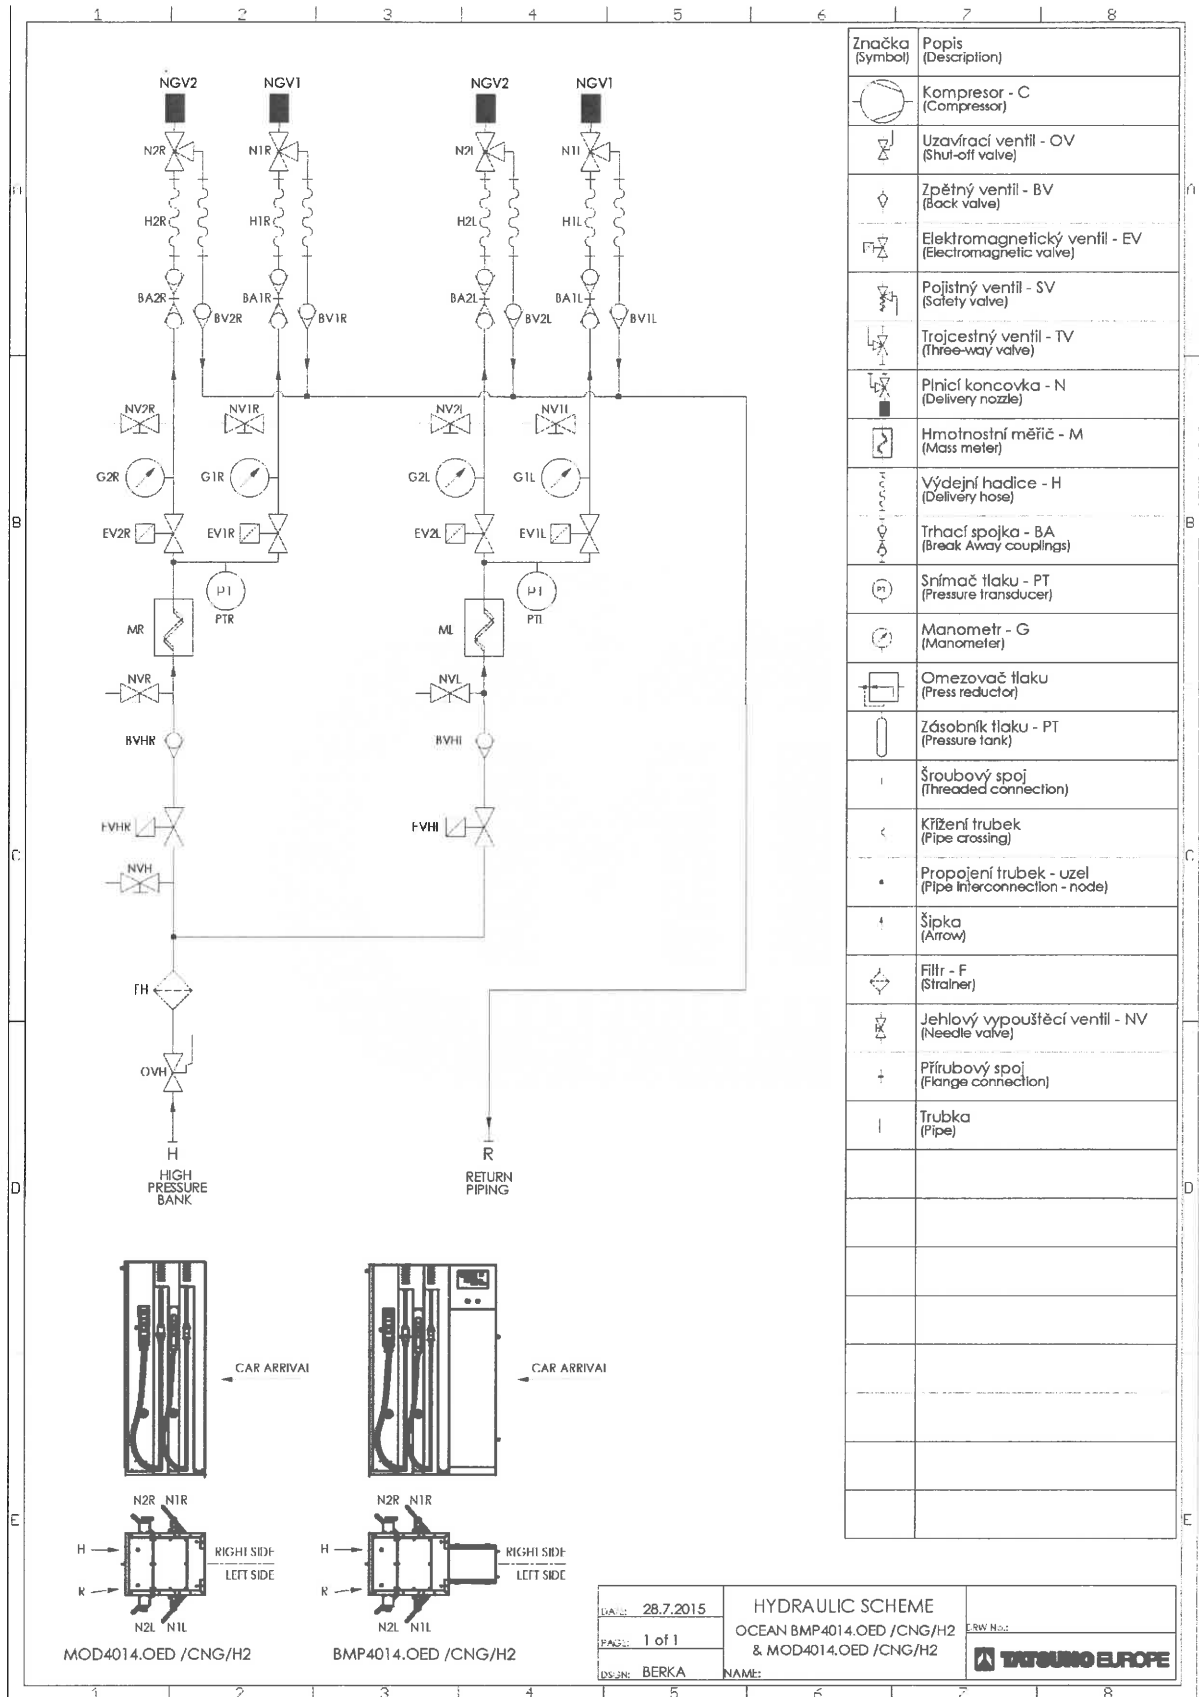 1 2 3 4 5 6 7 8
NGV2 NGV1 NGV2 NGV1
N2R N1R N2L N1L
H2R H1R H2L H1L
BA2R BA1R BA2L BA1L
BV2R BV1R BV2L BV1L
NV2R NV1R NV2L NV1L
G2R G1R G2L G1L
EV2R EV1R EV2L EV1L
PT PT
PTR PTL
MR ML
NVR NVL
BVHR BVHL
EVHR EVHL
NVH
FH
OVH
H R
HIGH
PRESSURE
BANK
RETURN
PIPING
A
B
C
D
E
A
B
C
D
E
Značka Popis
(Symbol) (Description)
Kompresor - C
(Compressor)
Uzavírací ventil - OV
(Shut-off valve)
Zpětný ventil - BV
(Back valve)
Elektromagnetický ventil - EV
(Electromagnetic valve)
Pojistný ventil - SV
(Safety valve)
Trojcestný ventil - TV
(Three-way valve)
Plnicí koncovka - N
(Delivery nozzle)
Hmotnostní měřič - M
(Mass meter)
Výdejní hadice - H
(Delivery hose)
Trhací spojka - BA
(Break Away couplings)
PT
Snímač tlaku - PT
(Pressure transducer)
Manometr - G
(Manometer)
Omezovač tlaku
(Press reductor)
Zásobník tlaku - PT
(Pressure tank)
Šroubový spoj
(Threaded connection)
Křížení trubek
(Pipe crossing)
Propojení trubek - uzel
(Pipe Interconnection - node)
Šipka
(Arrow)
Filtr - F
(Strainer)
Jehlový vypouštěcí ventil - NV
(Needle valve)
Přírubový spoj
(Flange connection)
Trubka
(Pipe)
CAR ARRIVAL CAR ARRIVAL
N2R N1R N2R N1R
H RIGHT SIDE H RIGHT SIDE
R LEFT SIDE R LEFT SIDE
N2L N1L N2L N1L
MOD4014.OED /CNG/H2 BMP4014.OED /CNG/H2
DATE: 28.7.2015
PAGE: 1 of 1
DSGN: BERKA
HYDRAULIC SCHEME
OCEAN BMP4014.OED /CNG/H2
& MOD4014.OED /CNG/H2
NAME:
DRW No.:
TATSUNO EUROPE
1 2 3 4 5 6 7 8